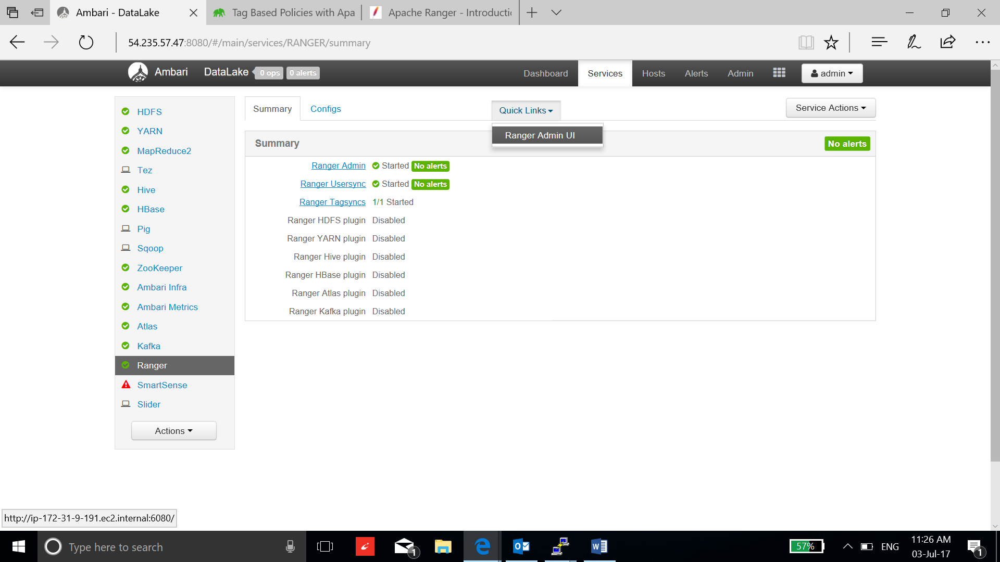 Ambari - DataLake
Tag Based Policies with Apa
Apache Ranger - Introducti
54.235.57.47:8080/#/main/services/RANGER/summary
Ambari DataLake 0 ops 0 alerts Dashboard Services Hosts Alerts Admin admin
HDFS
YARN
MapReduce2
Tez
Hive
HBase
Pig
Sqoop
ZooKeeper
Ambari Infra
Ambari Metrics
Atlas
Kafka
Ranger
SmartSense
Slider
Actions
Summary Configs Quick Links Service Actions
Ranger Admin UI
Summary No alerts
Ranger Admin Started No alerts
Ranger Usersync Started No alerts
Ranger Tagsyncs 1/1 Started
Ranger HDFS plugin Disabled
Ranger YARN plugin Disabled
Ranger Hive plugin Disabled
Ranger HBase plugin Disabled
Ranger Atlas plugin Disabled
Ranger Kafka plugin Disabled
http://ip-172-31-9-191.ec2.internal:6080/
Type here to search
1
57%
ENG
11:26 AM
03-Jul-17
1